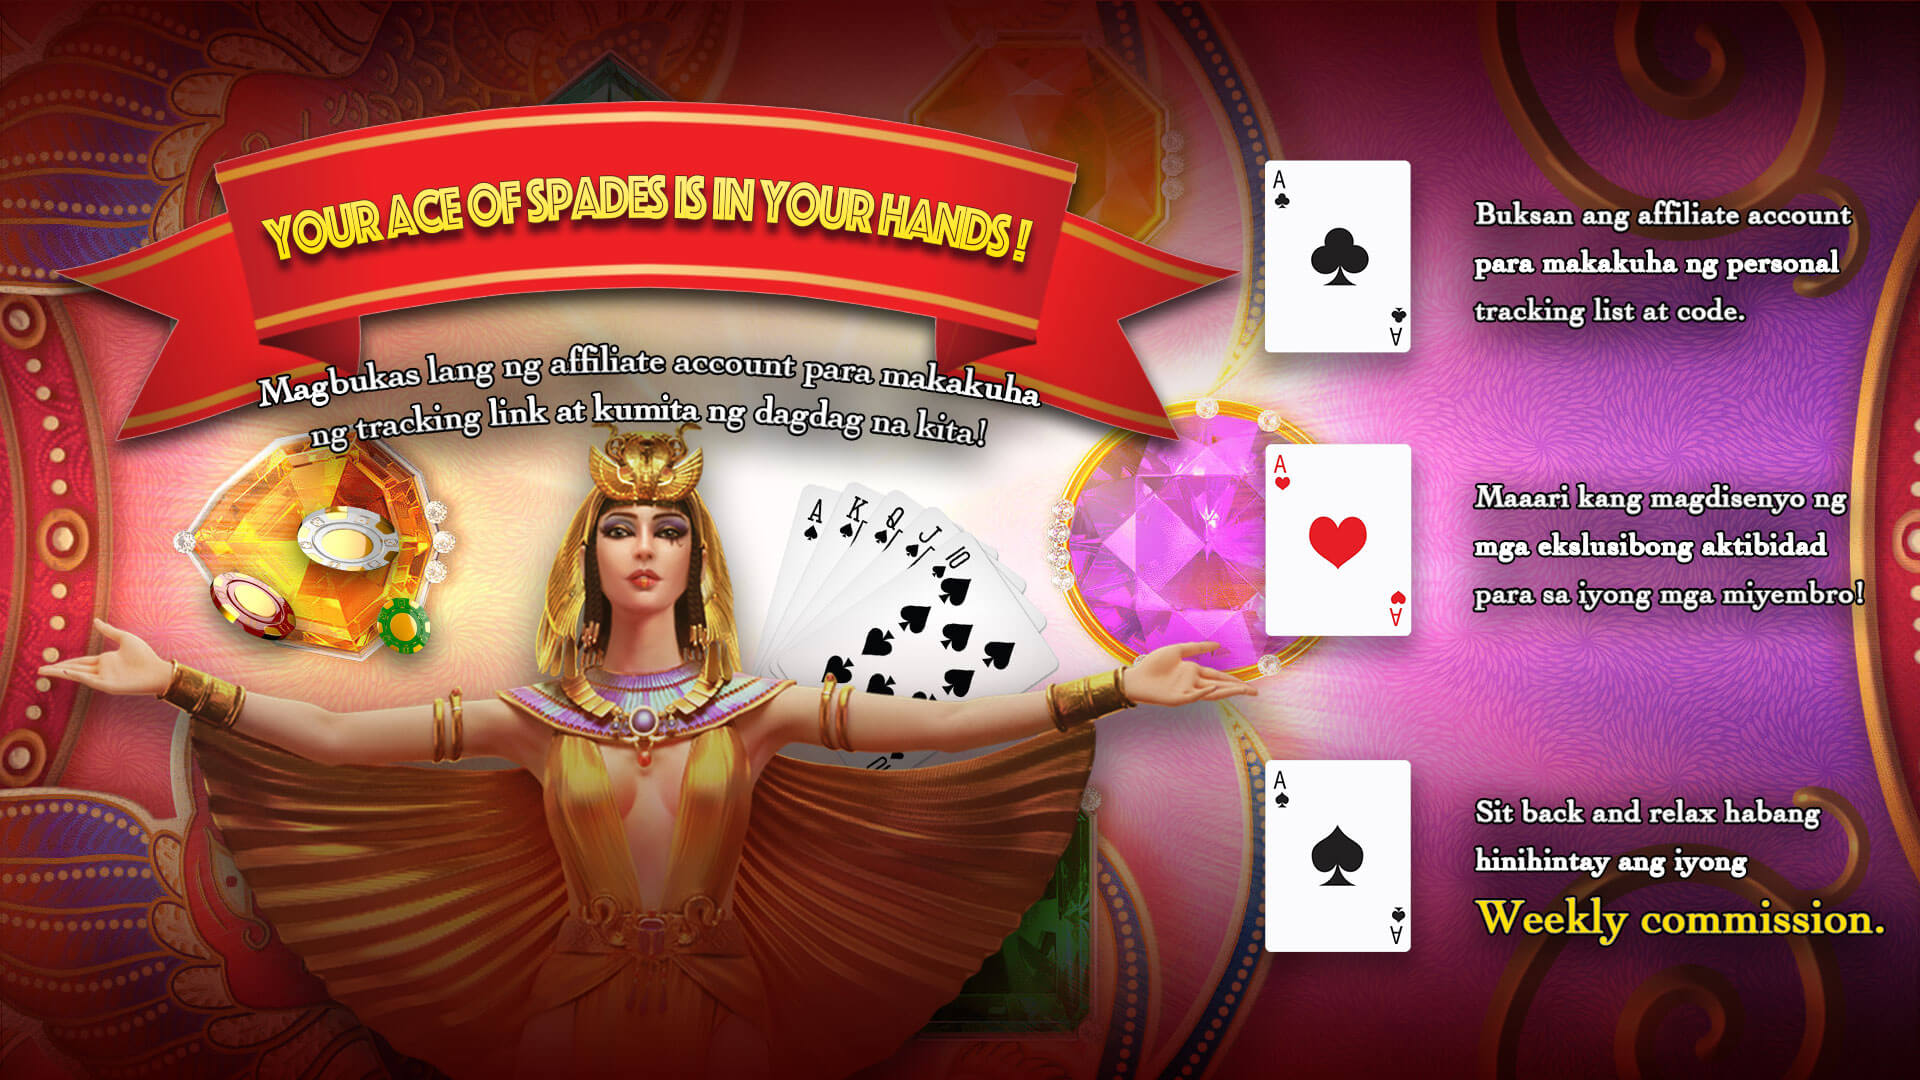 YOUR ACE OF SPADES IS IN YOUR HANDS !
Magbukas lang ng affiliate account para makakuha
ng tracking link at kumita ng dagdag na kita!
A
K
Q
J
10
10
A
A
Buksan ang affiliate account
para makakuha ng personal
tracking list at code.
A
A
Maaari kang magdisenyo ng
mga ekslusibong aktibidad
para sa iyong mga miyembro!
A
A
Sit back and relax habang
hinihintay ang iyong
Weekly commission.